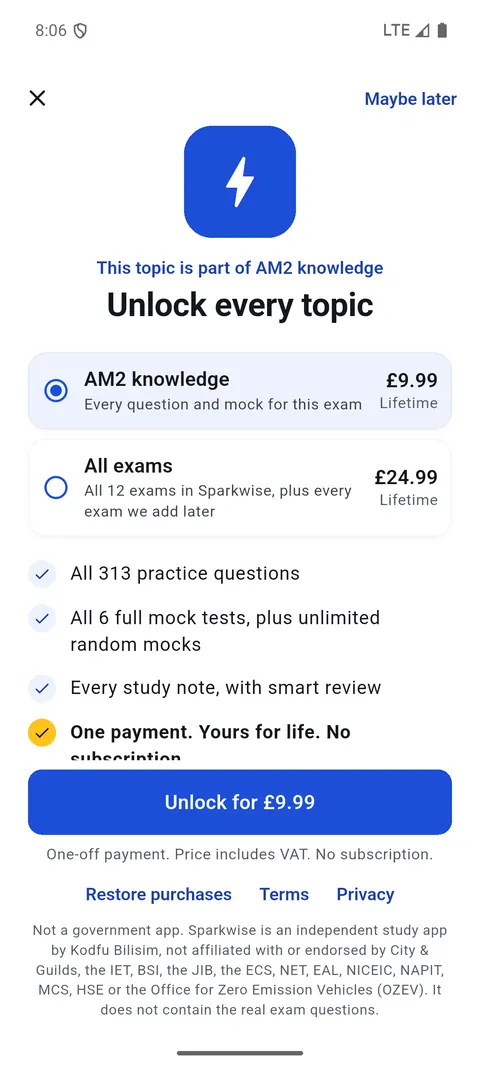 8:06
LTE
Maybe later
This topic is part of AM2 knowledge
Unlock every topic
AM2 knowledge
£9.99
Every question and mock for this exam
Lifetime
All exams
£24.99
All 12 exams in Sparkwise, plus every
exam we add later
Lifetime
All 313 practice questions
All 6 full mock tests, plus unlimited
random mocks
Every study note, with smart review
One payment. Yours for life. No
subscription
Unlock for £9.99
One-off payment. Price includes VAT. No subscription.
Restore purchases
Terms
Privacy
Not a government app. Sparkwise is an independent study app
by Kodfu Bilisim, not affiliated with or endorsed by City &
Guilds, the IET, BSI, the JIB, the ECS, NET, EAL, NICEIC, NAPIT,
MCS, HSE or the Office for Zero Emission Vehicles (OZEV). It
does not contain the real exam questions.